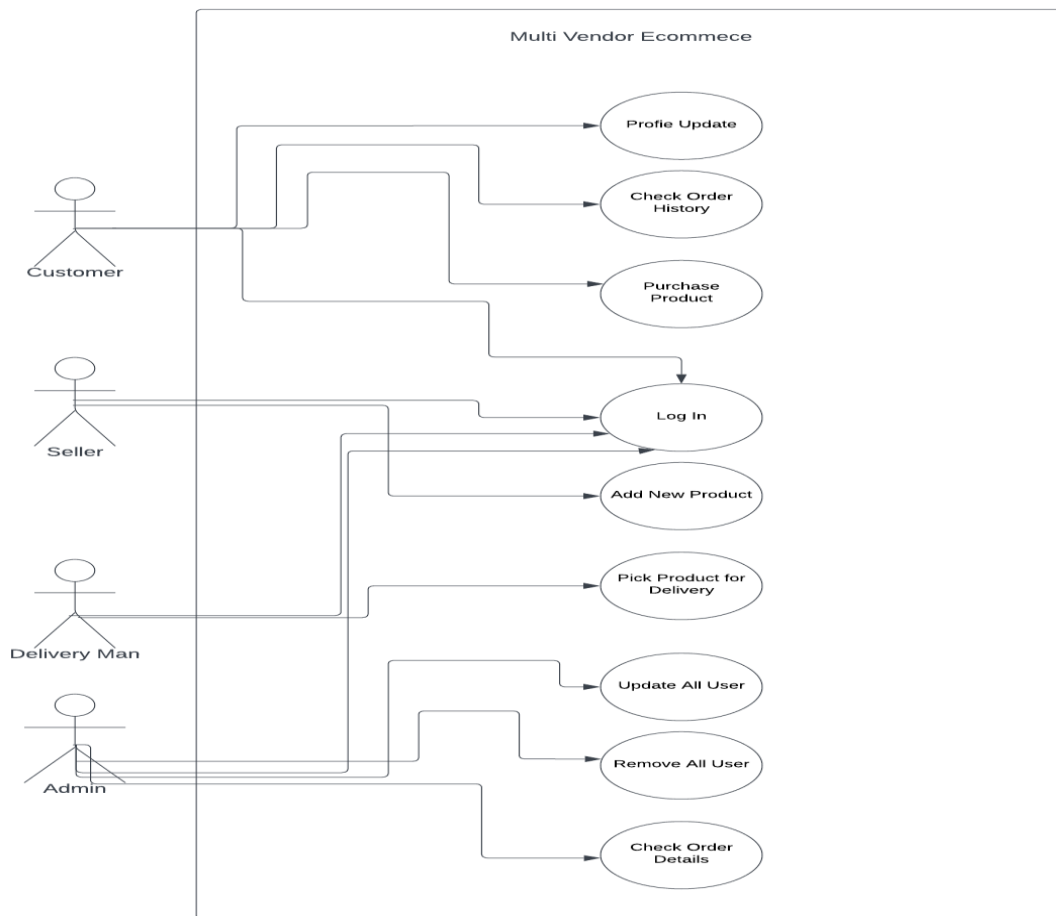 Multi Vendor Ecommece
Profie Update
Check Order
History
Customer
Purchase
Product
Log In
Seller
Add New Product
Pick Product for
Delivery
Delivery Man
Update All User
Remove All User
Admin
Check Order
Details